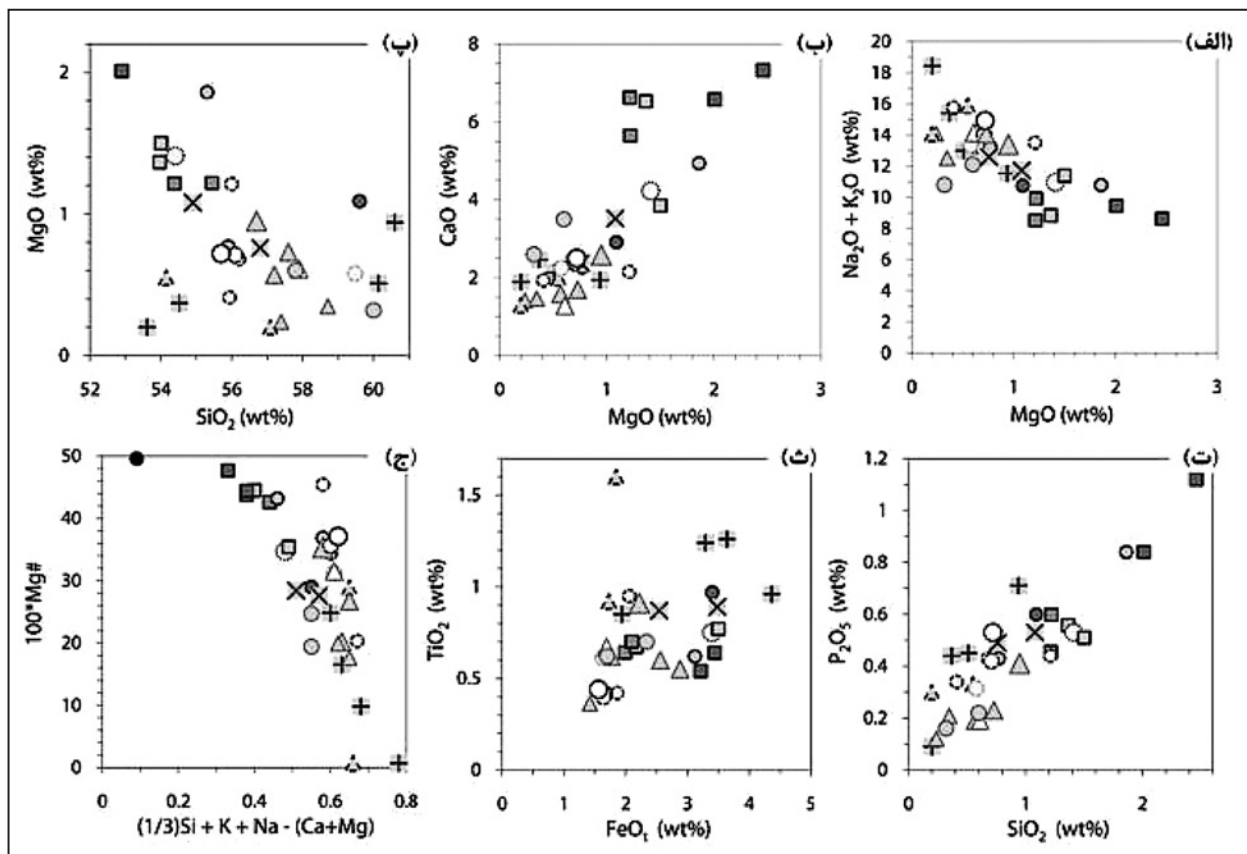 (الف)
Na₂O + K₂O (wt%)
20
18
16
14
12
10
8
6
4
2
0
0 1 2 3
MgO (wt%)
(ب)
CaO (wt%)
8
6
4
2
0
0 1 2 3
MgO (wt%)
(پ)
MgO (wt%)
2
1
0
52 54 56 58 60
SiO₂ (wt%)
(ت)
P₂O₅ (wt%)
1.2
1
0.8
0.6
0.4
0.2
0
0 1 2
SiO₂ (wt%)
(ث)
TiO₂ (wt%)
1.5
1
0.5
0
0 1 2 3 4 5
FeOₜ (wt%)
(ج)
100*Mg#
50
40
30
20
10
0
0 0.2 0.4 0.6 0.8
(1/3)Si + K + Na - (Ca+Mg)